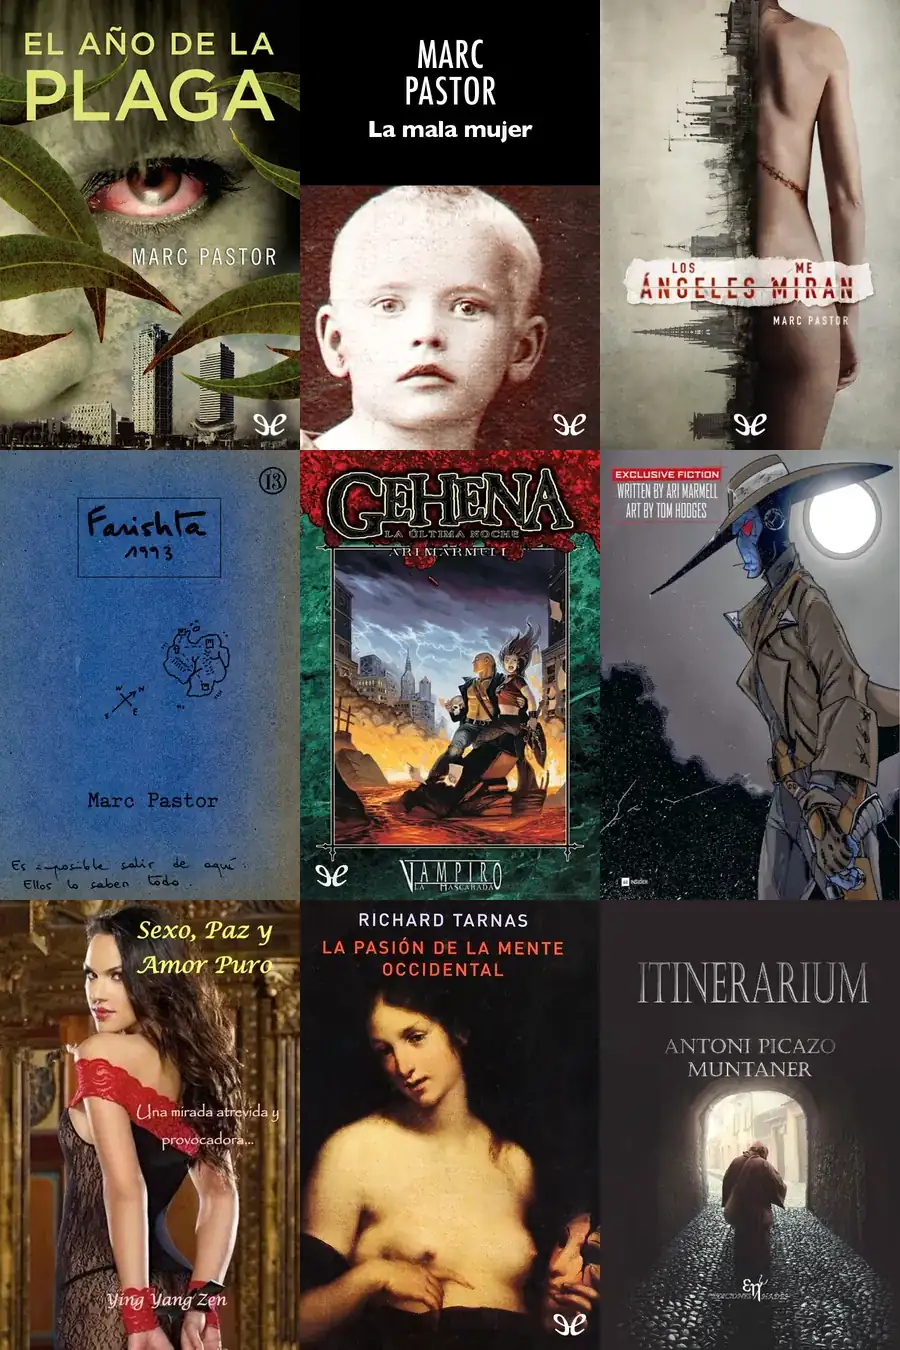 EL AÑO DE LA
PLAGA
MARC PASTOR
MARC
PASTOR
La mala mujer
LOS ME
ÁNGELES MIRAN
MARC PASTOR
13
Farishta
1993
Marc Pastor
Es imposible salir de aquí.
Ellos lo saben todo.
GEHENA
LA ÚLTIMA NOCHE
ARI MARMELL
VAMPIRO
LA MASCARADA
EXCLUSIVE FICTION
WRITTEN BY ARI MARMELL
ART BY TOM HODGES
INSIDER
Sexo, Paz y
Amor Puro
Una mirada atrevida y
provocadora...
Ying Yang Zen
RICHARD TARNAS
LA PASIÓN DE LA MENTE
OCCIDENTAL
ITINERARIUM
ANTONI PICAZO
MUNTANER